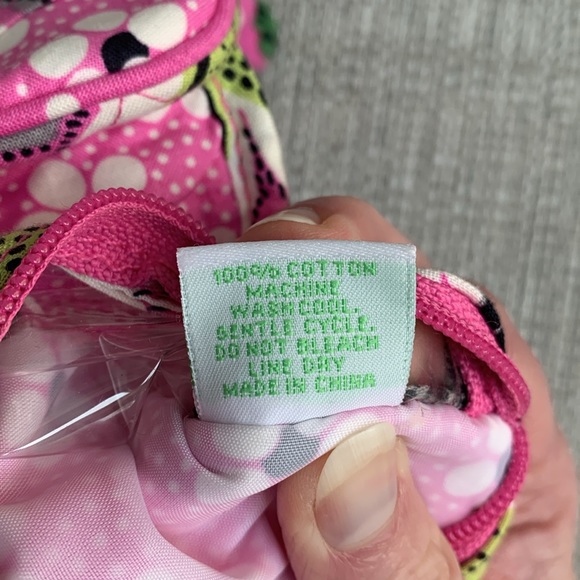 100% COTTON
MACHINE
WASH COOL,
GENTLE CYCLE.
DO NOT BLEACH
LINE DRY
MADE IN CHINA